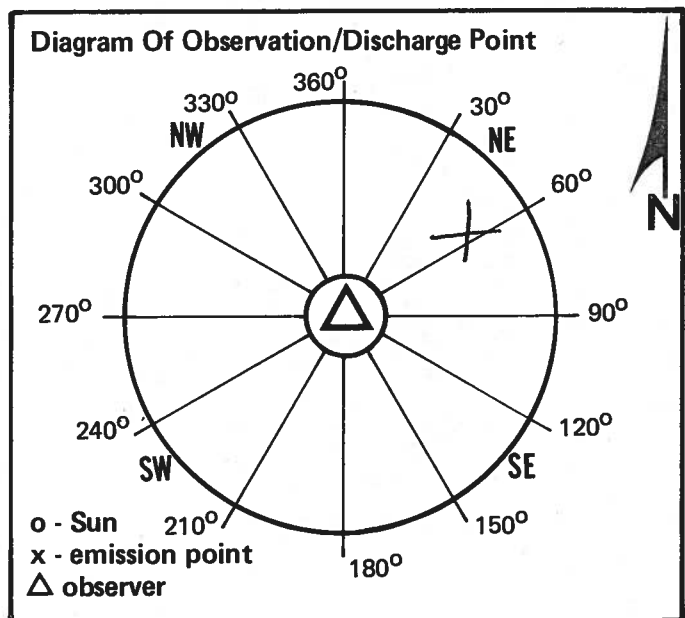 Diagram Of Observation/Discharge Point
360°
330°
30°
NW
NE
300°
60°
N
270°
90°
240°
120°
SW
SE
o - Sun
210°
150°
x - emission point
180°
△ observer